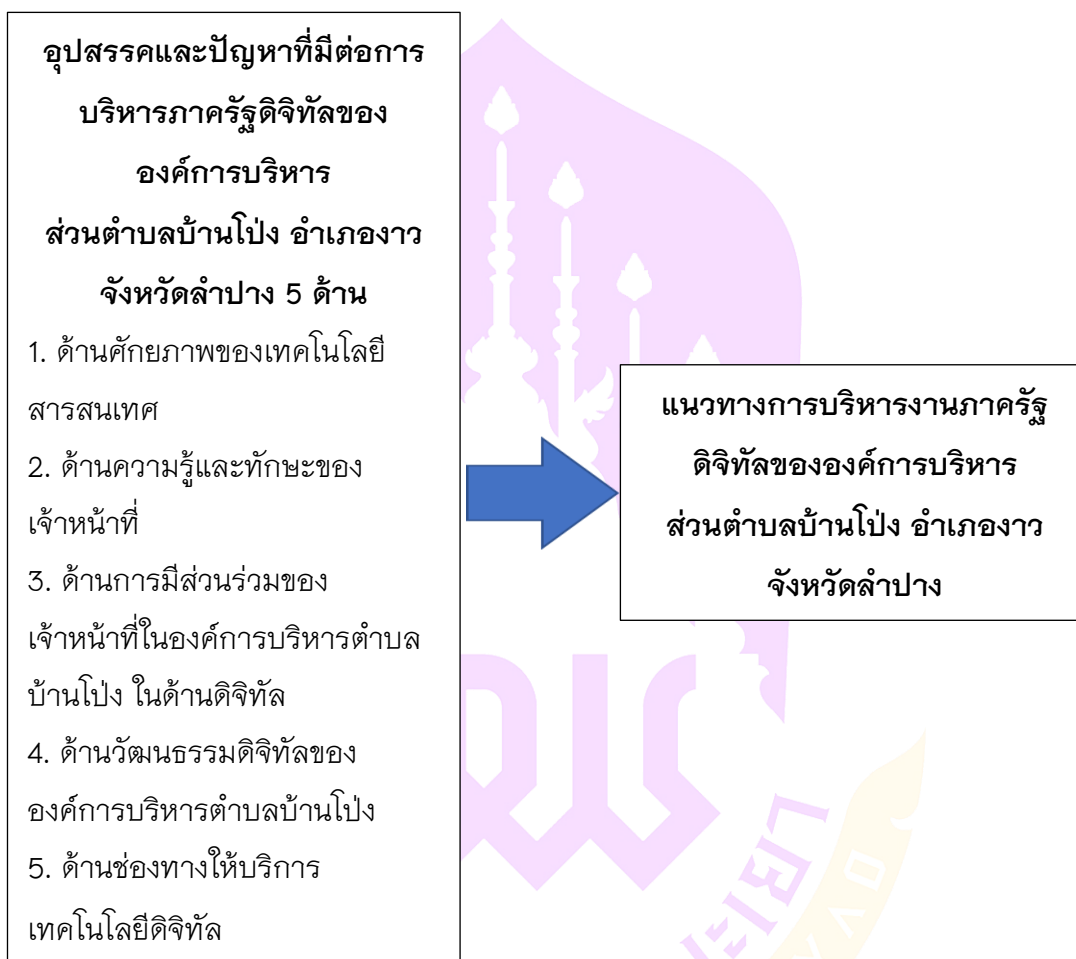 อุปสรรคและปัญหาที่มีต่อการ
บริหารภาครัฐดิจิทัลของ
องค์การบริหาร
ส่วนตำบลบ้านโป่ง อำเภองาว
จังหวัดลำปาง 5 ด้าน
1. ด้านศักยภาพของเทคโนโลยี
สารสนเทศ
2. ด้านความรู้และทักษะของ
เจ้าหน้าที่
3. ด้านการมีส่วนร่วมของ
เจ้าหน้าที่ในองค์การบริหารตำบล
บ้านโป่ง ในด้านดิจิทัล
4. ด้านวัฒนธรรมดิจิทัลของ
องค์การบริหารตำบลบ้านโป่ง
5. ด้านช่องทางให้บริการ
เทคโนโลยีดิจิทัล
แนวทางการบริหารงานภาครัฐ
ดิจิทัลขององค์การบริหาร
ส่วนตำบลบ้านโป่ง อำเภองาว
จังหวัดลำปาง